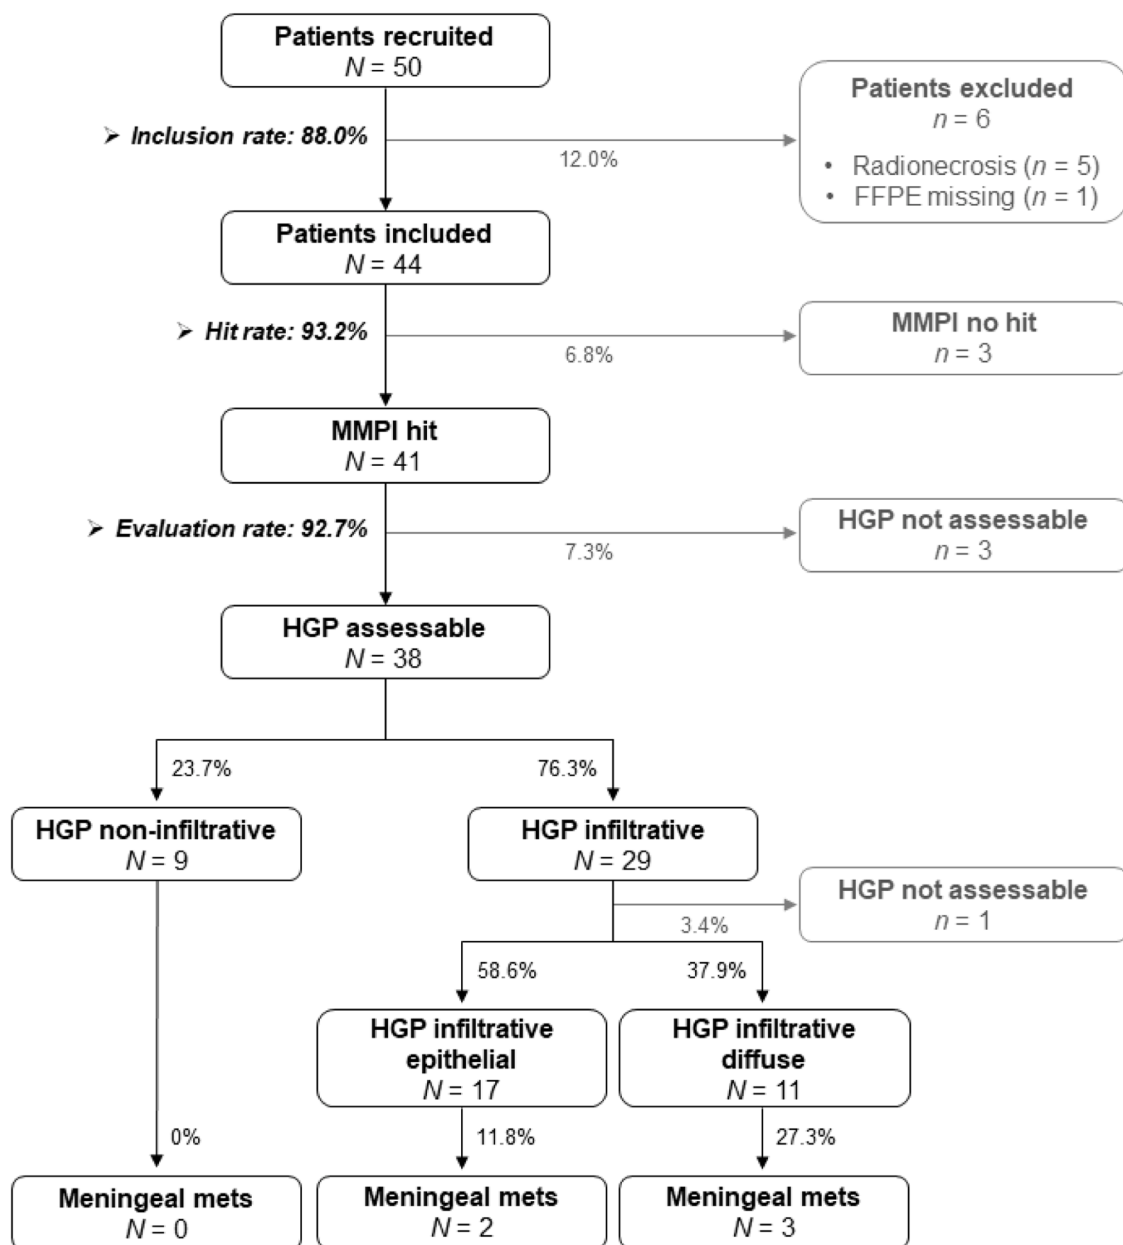 Patients recruited
N = 50
Patients excluded
n = 6
• Radionecrosis (n = 5)
• FFPE missing (n = 1)
➢ Inclusion rate: 88.0%
12.0%
Patients included
N = 44
➢ Hit rate: 93.2%
6.8%
MMPI no hit
n = 3
MMPI hit
N = 41
➢ Evaluation rate: 92.7%
7.3%
HGP not assessable
n = 3
HGP assessable
N = 38
23.7%
76.3%
HGP non-infiltrative
N = 9
HGP infiltrative
N = 29
3.4%
HGP not assessable
n = 1
58.6%
37.9%
HGP infiltrative
epithelial
N = 17
HGP infiltrative
diffuse
N = 11
0%
11.8%
27.3%
Meningeal mets
N = 0
Meningeal mets
N = 2
Meningeal mets
N = 3